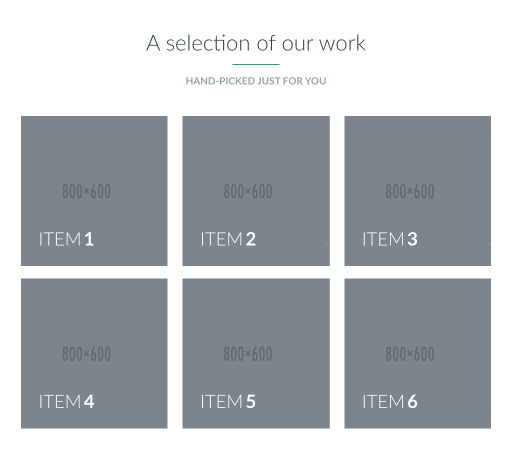 A selection of our work
HAND-PICKED JUST FOR YOU
800×600
800×600
800×600
ITEM 1
ITEM 2
ITEM 3
800×600
800×600
800×600
ITEM 4
ITEM 5
ITEM 6